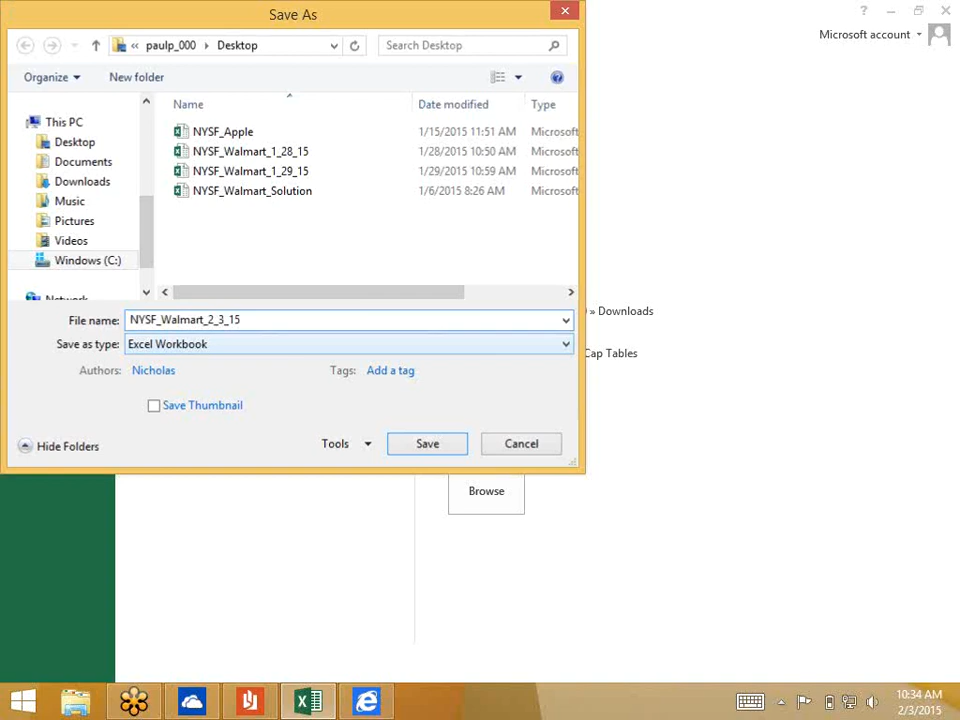 Save As
Microsoft account
« paulp_000 Desktop
Search Desktop
Organize New folder
Name Date modified Type
This PC
Desktop
Documents
Downloads
Music
Pictures
Videos
Windows (C:)
Network
NYSF_Apple 1/15/2015 11:51 AM Microsoft
NYSF_Walmart_1_28_15 1/28/2015 10:50 AM Microsoft
NYSF_Walmart_1_29_15 1/29/2015 10:59 AM Microsoft
NYSF_Walmart_Solution 1/6/2015 8:26 AM Microsoft
» Downloads
File name: NYSF_Walmart_2_3_15
Save as type: Excel Workbook
Cap Tables
Authors: Nicholas Tags: Add a tag
Save Thumbnail
Hide Folders Tools Save Cancel
Browse
10:34 AM
2/3/2015